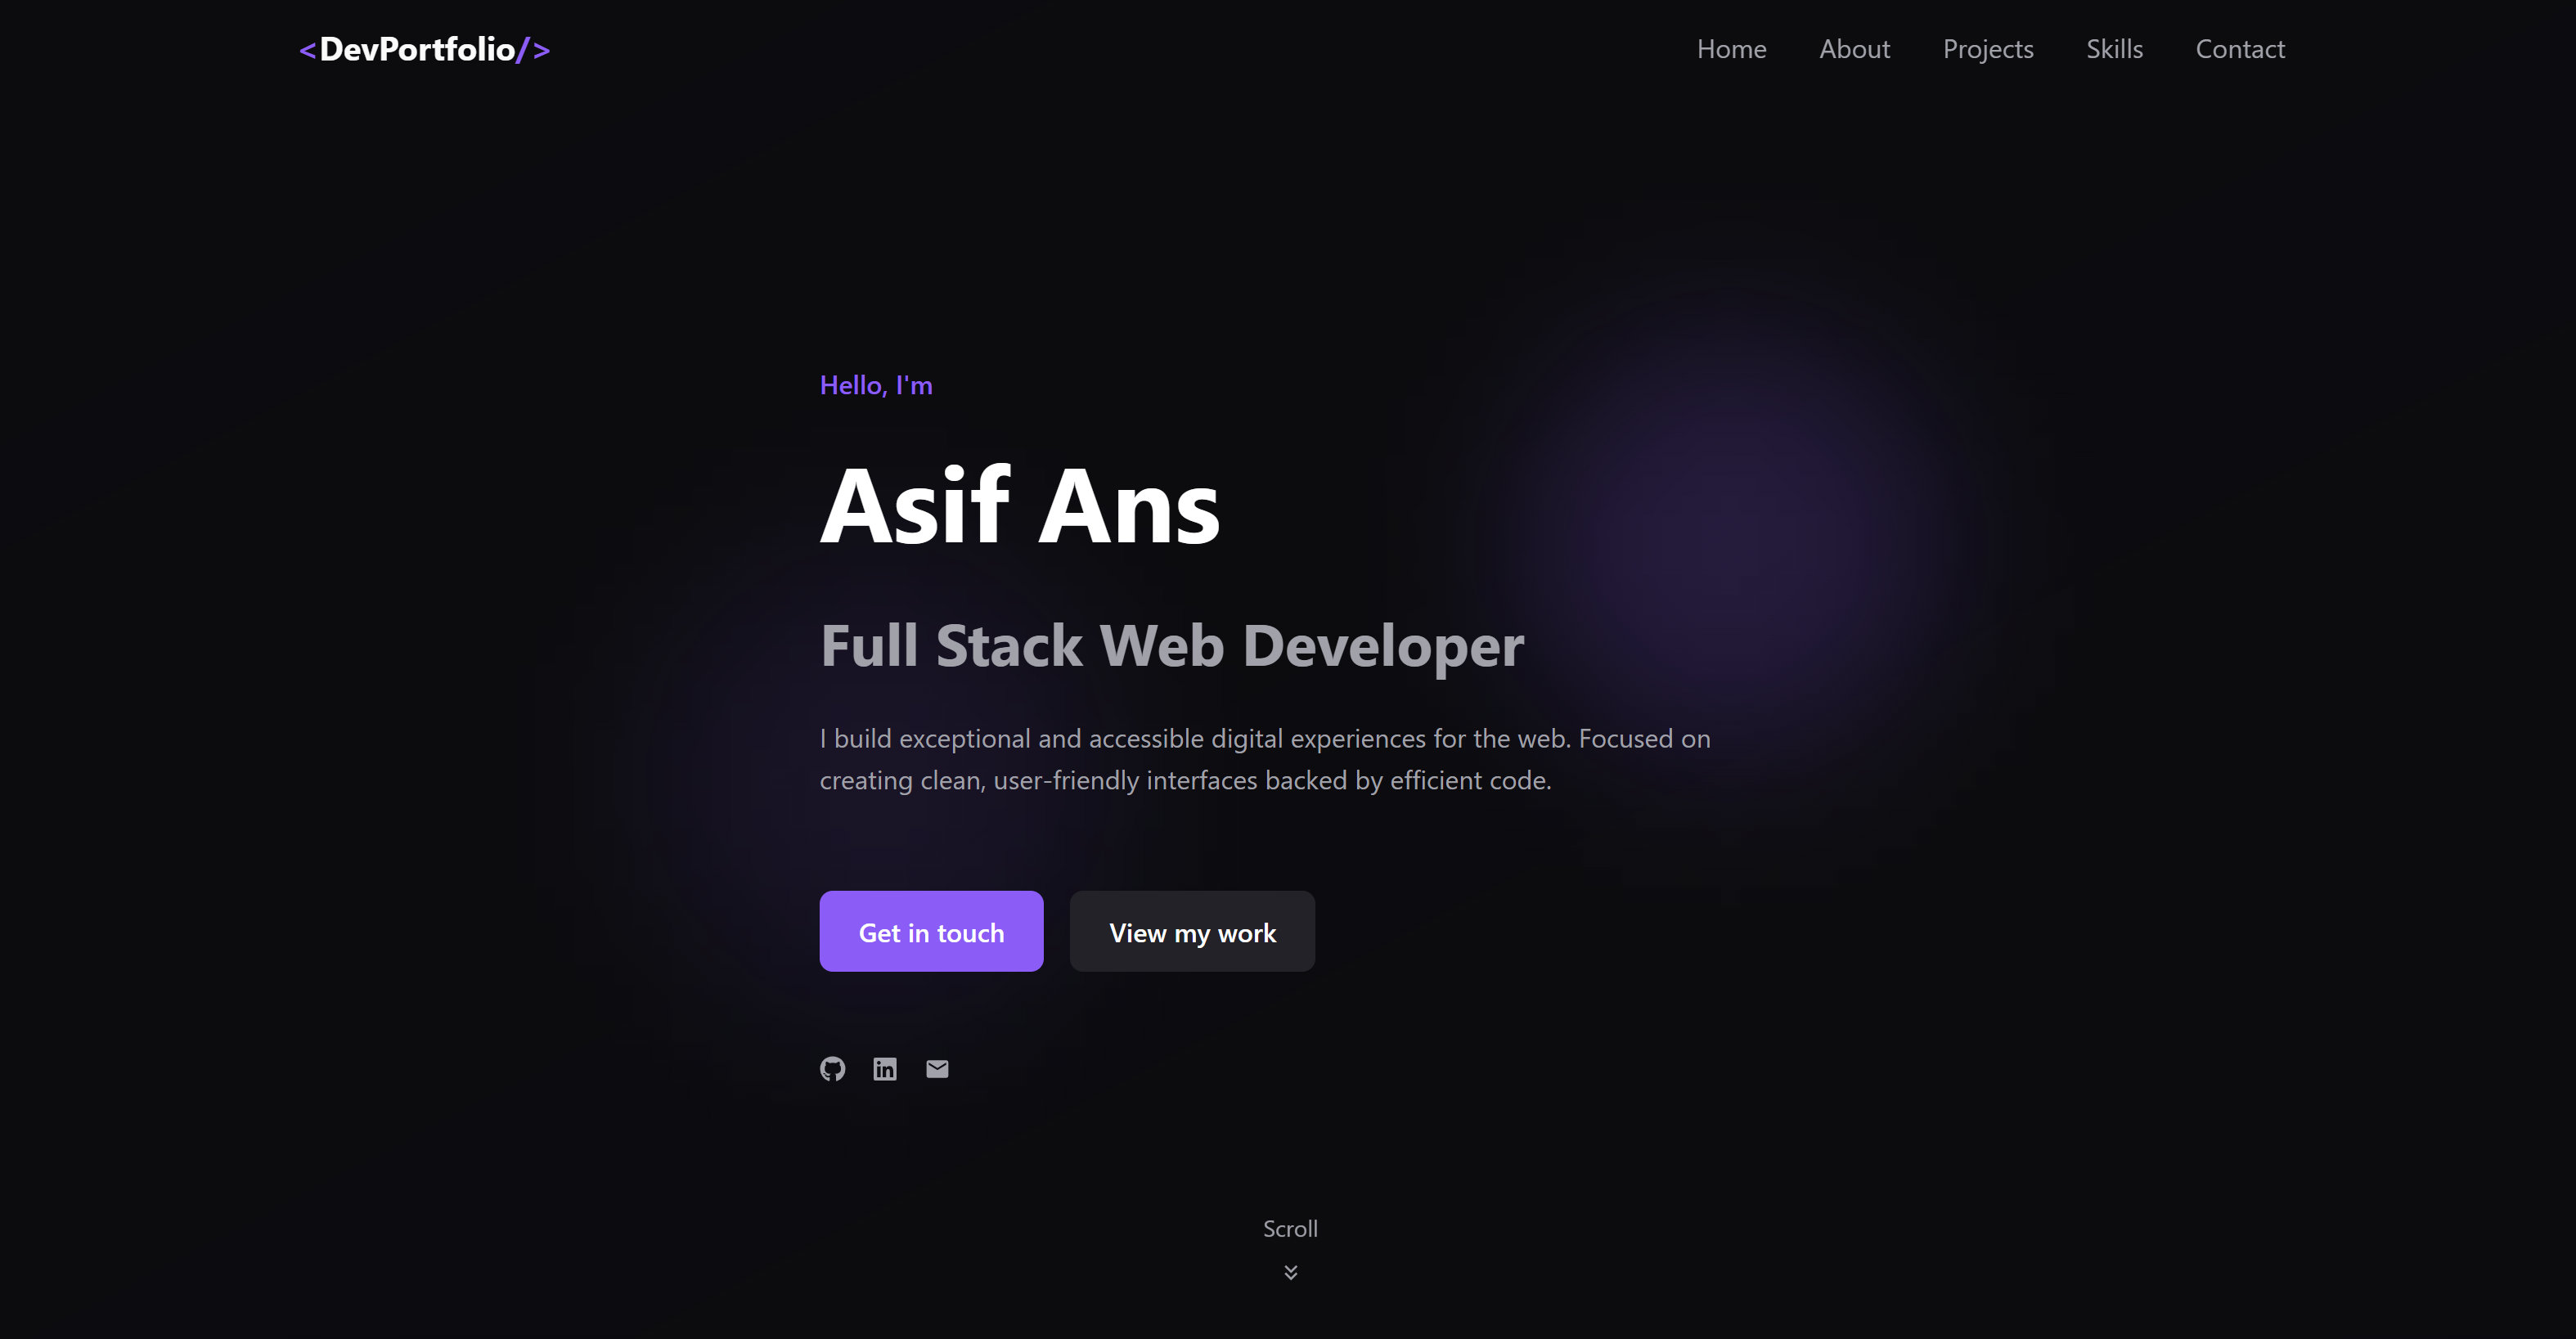 <DevPortfolio/>
Home About Projects Skills Contact
Hello, I'm
Asif Ans
Full Stack Web Developer
I build exceptional and accessible digital experiences for the web. Focused on
creating clean, user-friendly interfaces backed by efficient code.
Get in touch View my work
in
Scroll